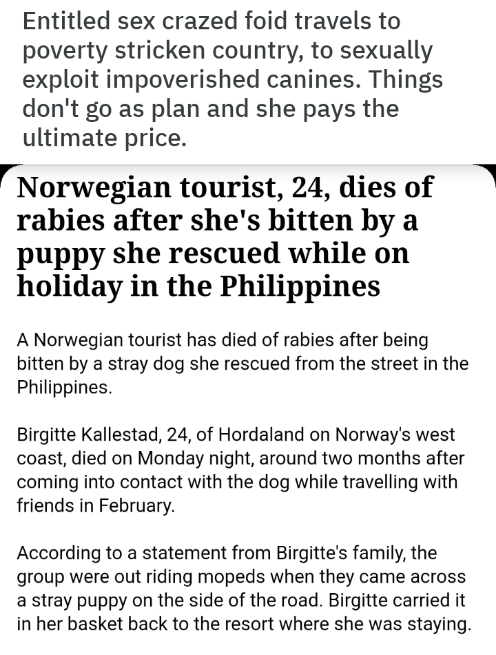 Entitled sex crazed foid travels to
poverty stricken country, to sexually
exploit impoverished canines. Things
don't go as plan and she pays the
ultimate price.
Norwegian tourist, 24, dies of
rabies after she's bitten by a
puppy she rescued while on
holiday in the Philippines
A Norwegian tourist has died of rabies after being
bitten by a stray dog she rescued from the street in the
Philippines.
Birgitte Kallestad, 24, of Hordaland on Norway's west
coast, died on Monday night, around two months after
coming into contact with the dog while travelling with
friends in February.
According to a statement from Birgitte's family, the
group were out riding mopeds when they came across
a stray puppy on the side of the road. Birgitte carried it
in her basket back to the resort where she was staying.